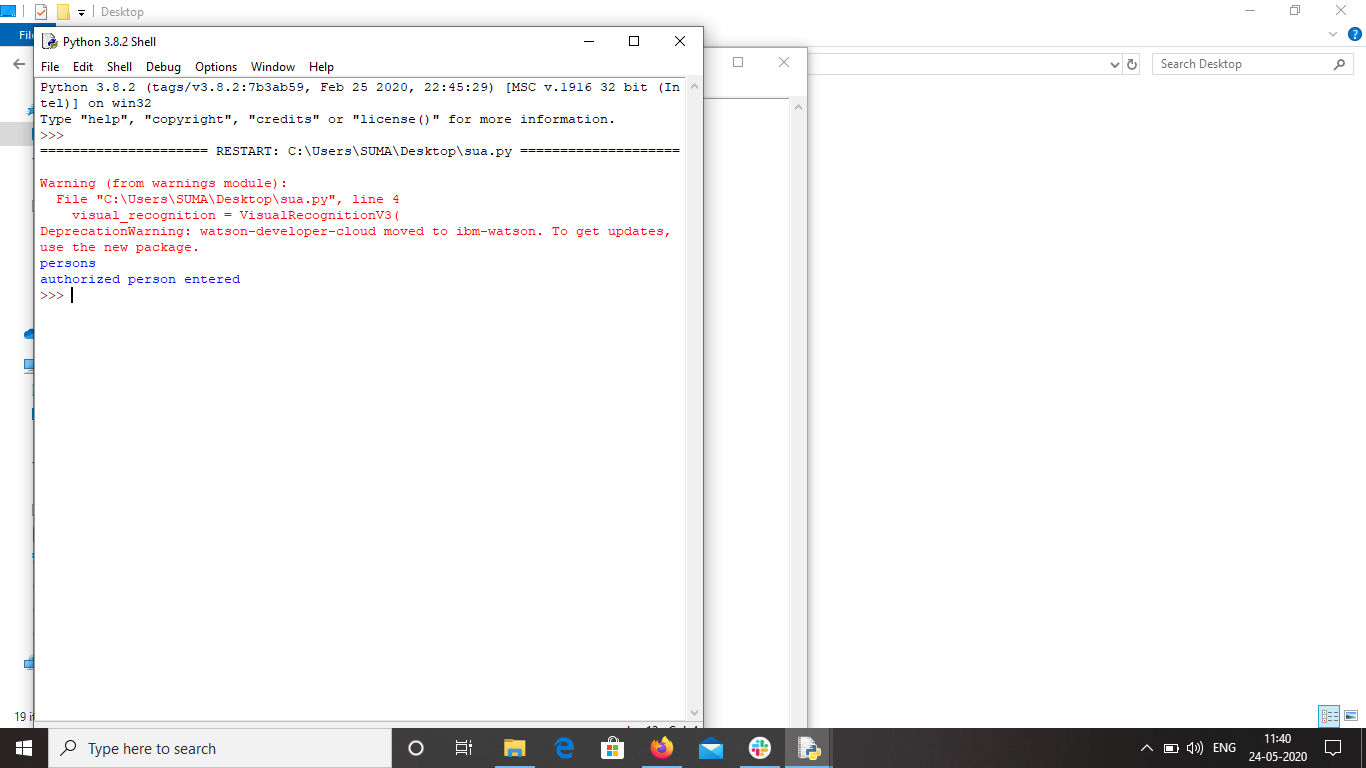 Desktop
Fil
Python 3.8.2 Shell
File Edit Shell Debug Options Window Help
Search Desktop
Python 3.8.2 (tags/v3.8.2:7b3ab59, Feb 25 2020, 22:45:29) [MSC v.1916 32 bit (In
tel)] on win32
Type "help", "copyright", "credits" or "license()" for more information.
>>>
===================== RESTART: C:\Users\SUMA\Desktop\sua.py ====================
Warning (from warnings module):
File "C:\Users\SUMA\Desktop\sua.py", line 4
visual_recognition = VisualRecognitionV3(
DeprecationWarning: watson-developer-cloud moved to ibm-watson. To get updates,
use the new package.
persons
authorized person entered
>>>
19 it
Type here to search
ENG
11:40
24-05-2020